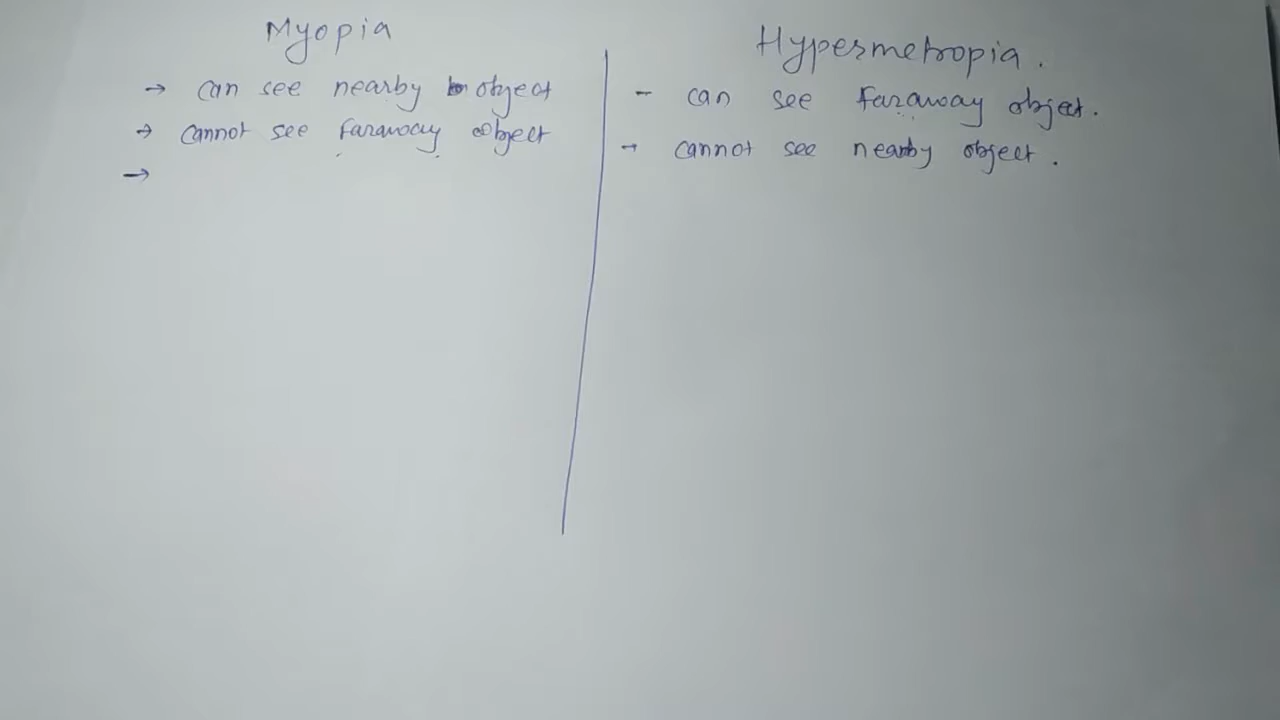 Myopia
→ can see nearby object
→ cannot see faraway object
→
Hypermetropia.
- can see faraway object.
- cannot see nearby object.